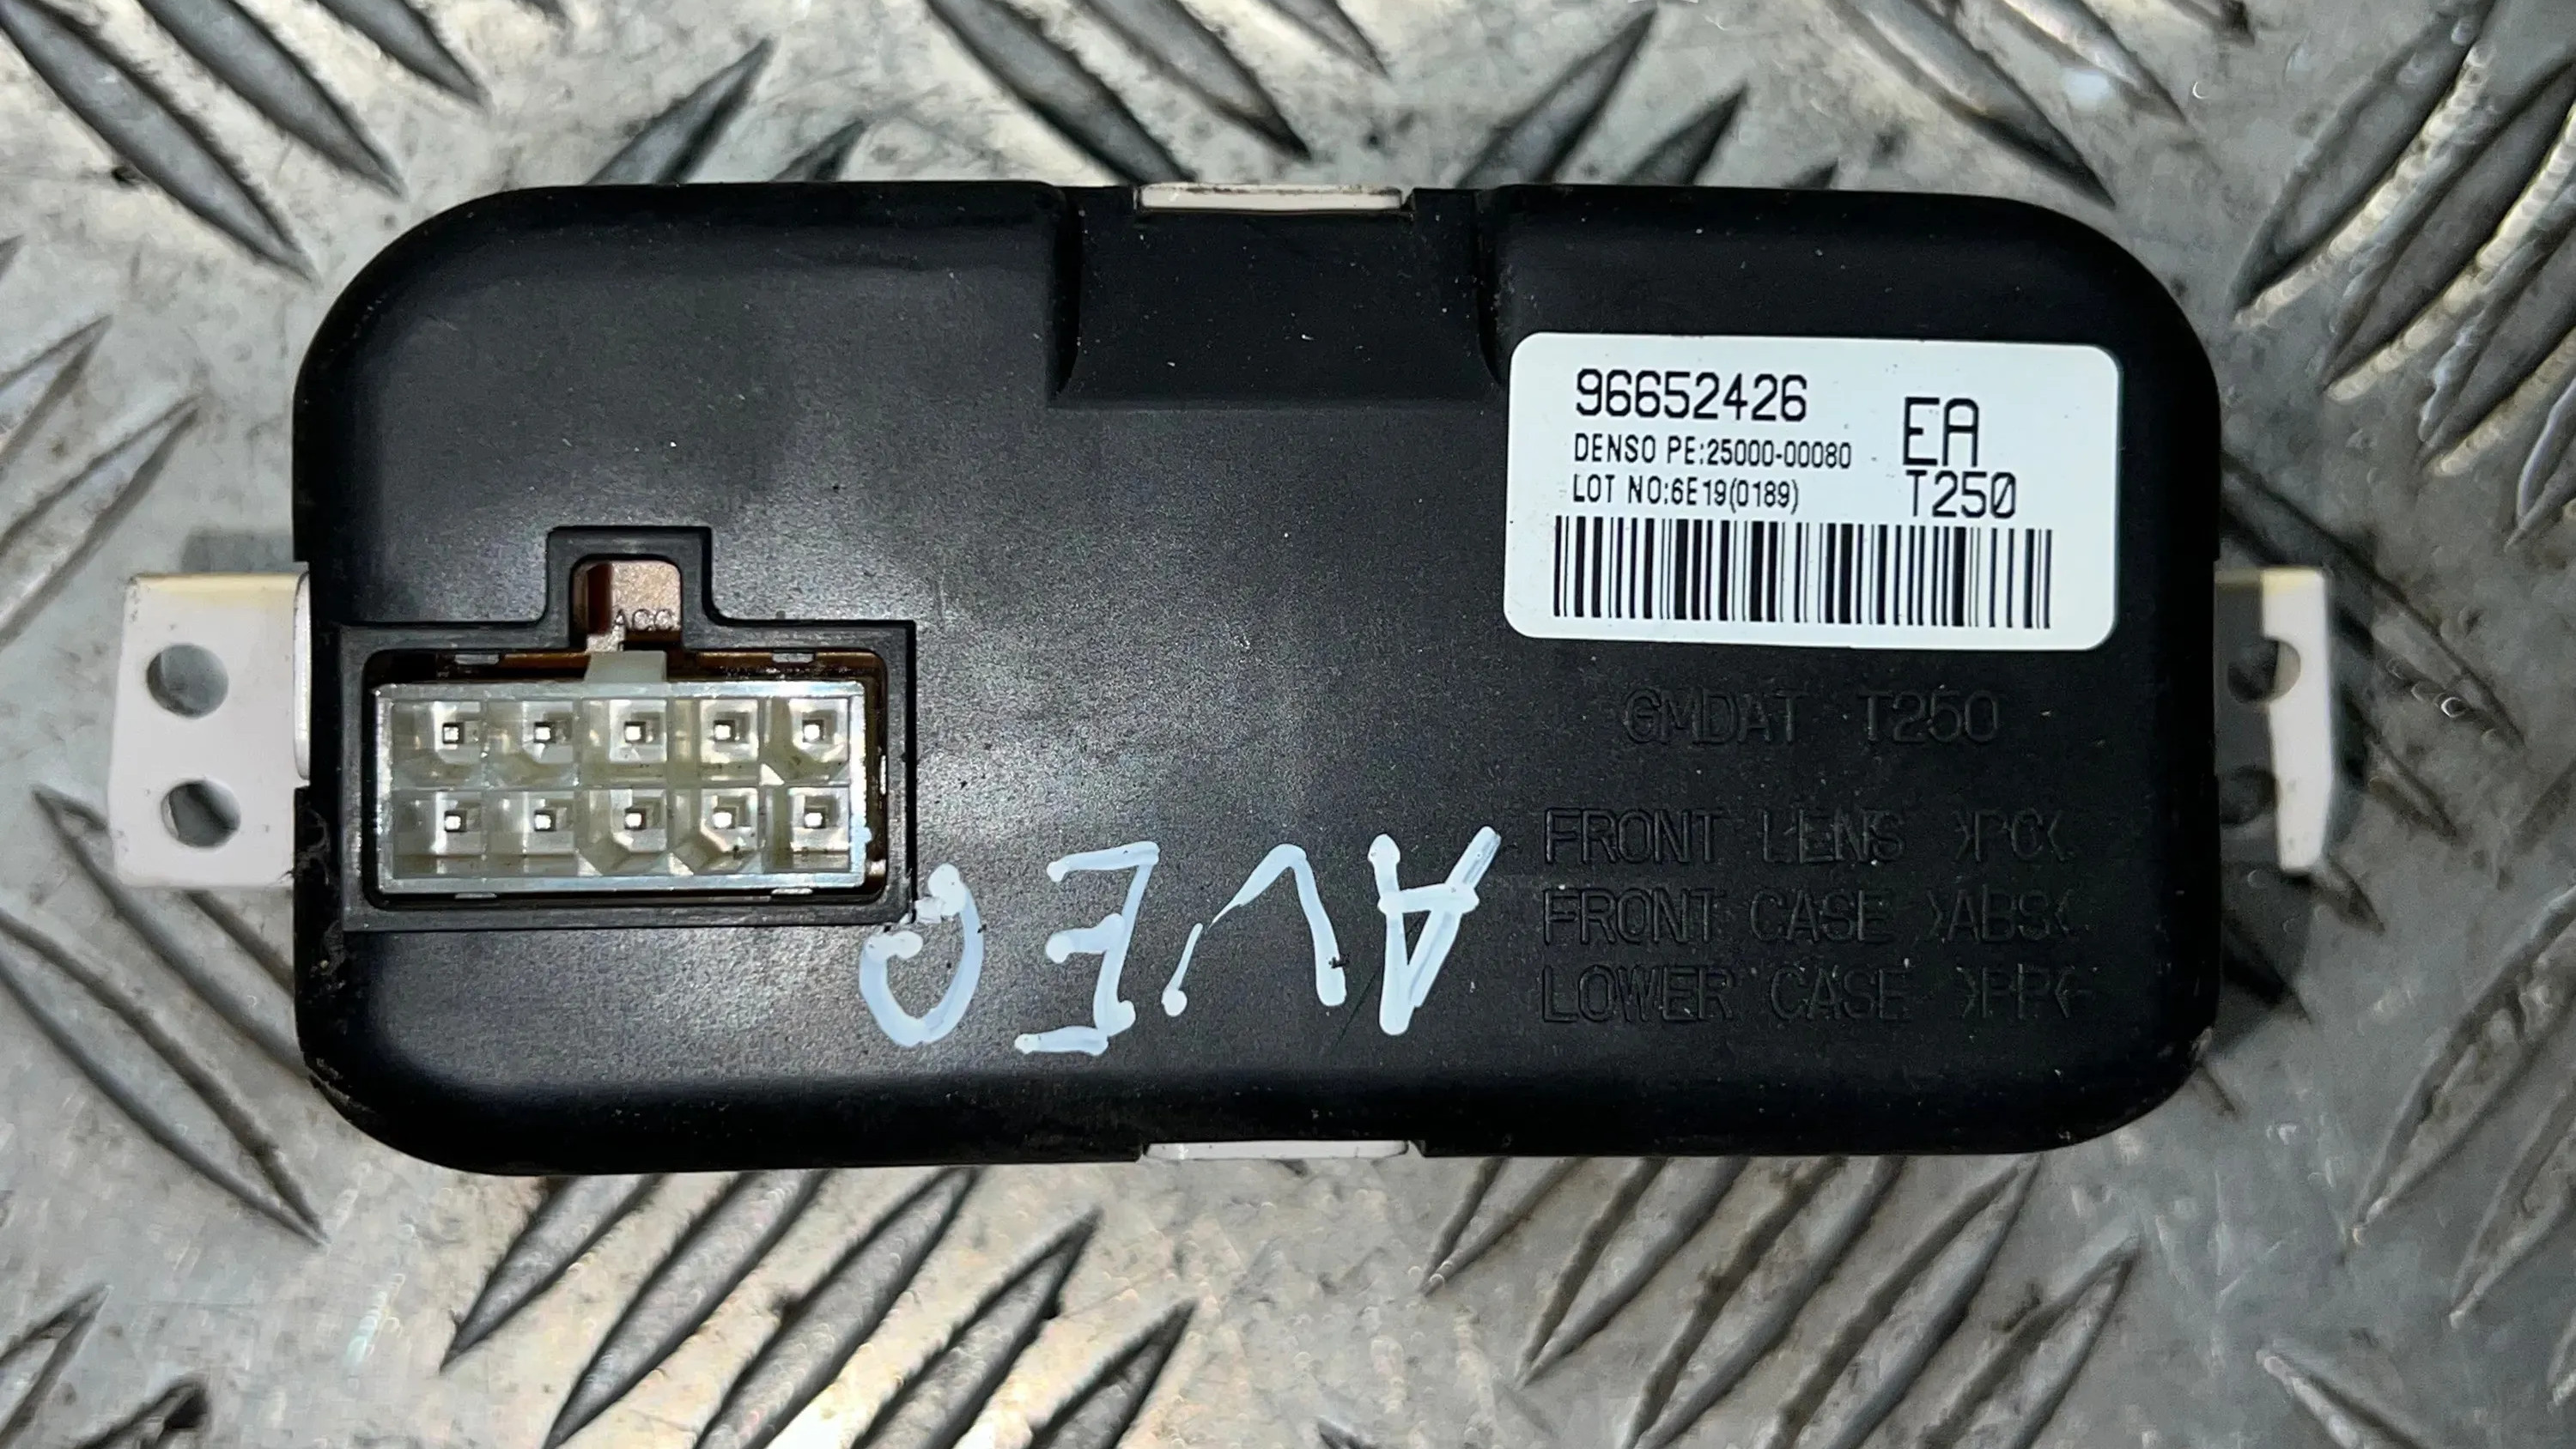 96652426
EA
DENSO PE:25000-00080
LOT NO:6E19(0189)
T250
GMDAT T250
FRONT LENS >PC<
FRONT CASE >ABS<
LOWER CASE >PP<
AVEO